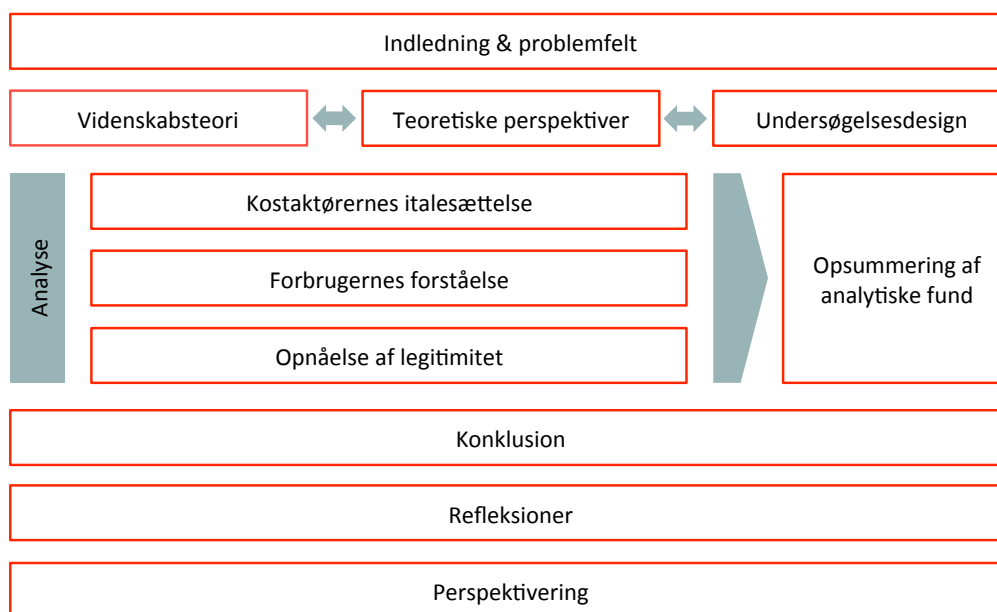 Indledning & problemfelt
Videnskabsteori
Teoretiske perspektiver
Undersøgelsesdesign
Analyse
Kostaktørernes italesættelse
Forbrugernes forståelse
Opnåelse af legitimitet
Opsummering af
analytiske fund
Konklusion
Refleksioner
Perspektivering